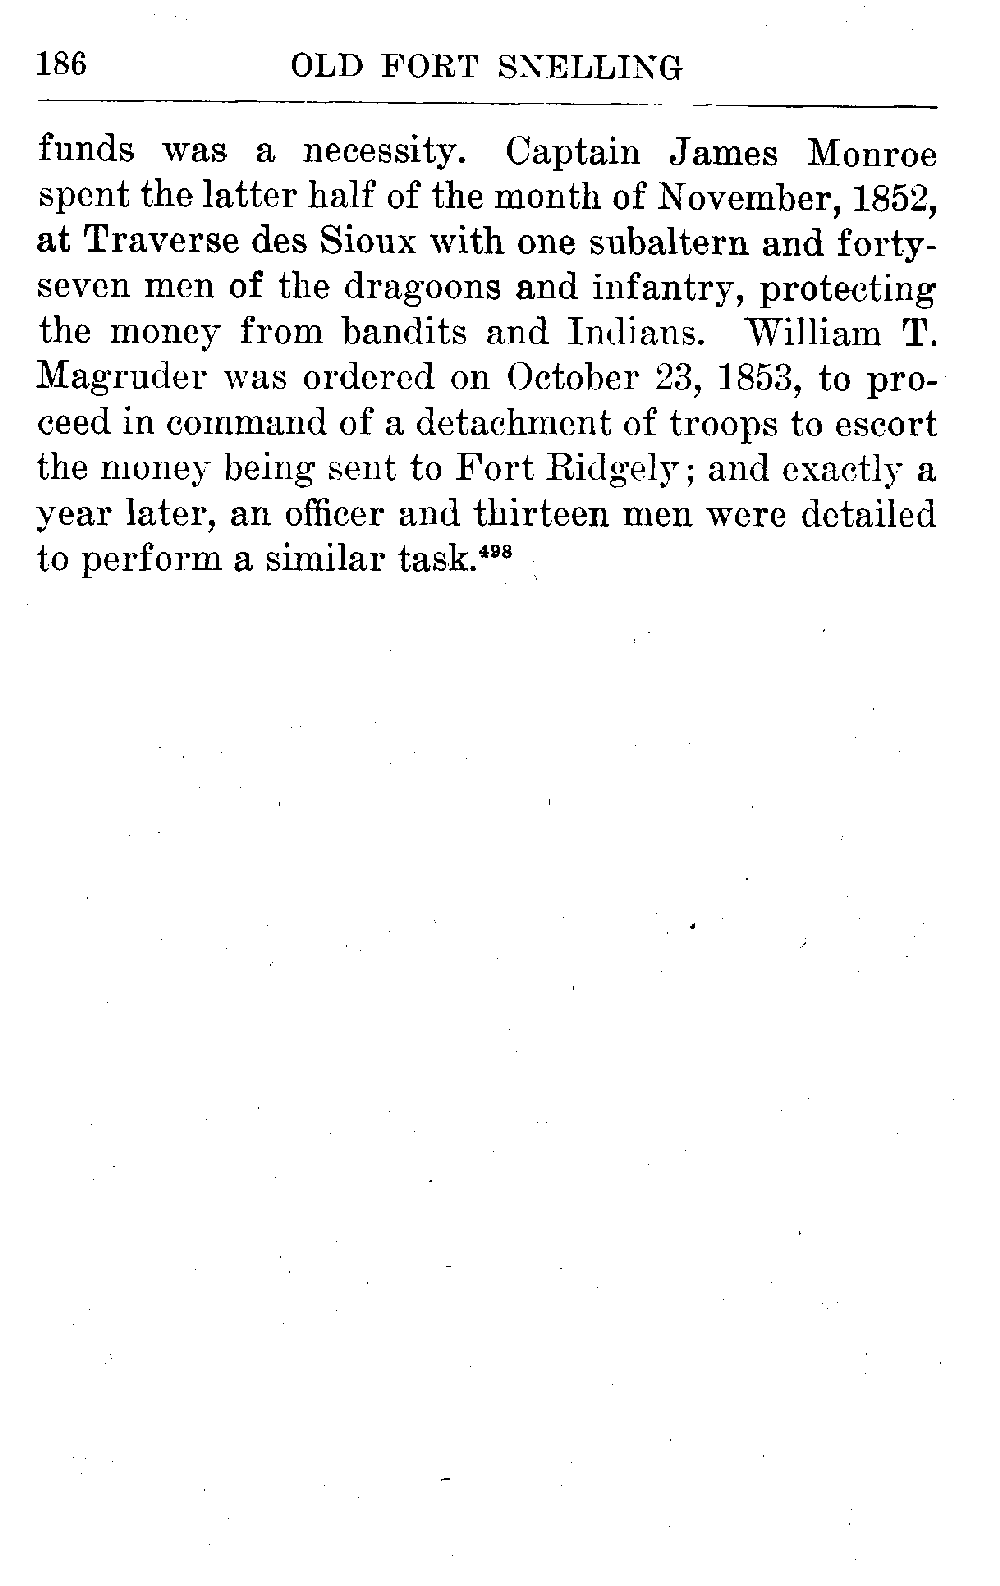 186 OLD FORT SNELLING
funds was a necessity. Captain James Monroe
spent the latter half of the month of November, 1852,
at Traverse des Sioux with one subaltern and forty-
seven men of the dragoons and infantry, protecting
the money from bandits and Indians. William T.
Magruder was ordered on October 23, 1853, to pro-
ceed in command of a detachment of troops to escort
the money being sent to Fort Ridgely; and exactly a
year later, an officer and thirteen men were detailed
to perform a similar task.⁴⁹⁸